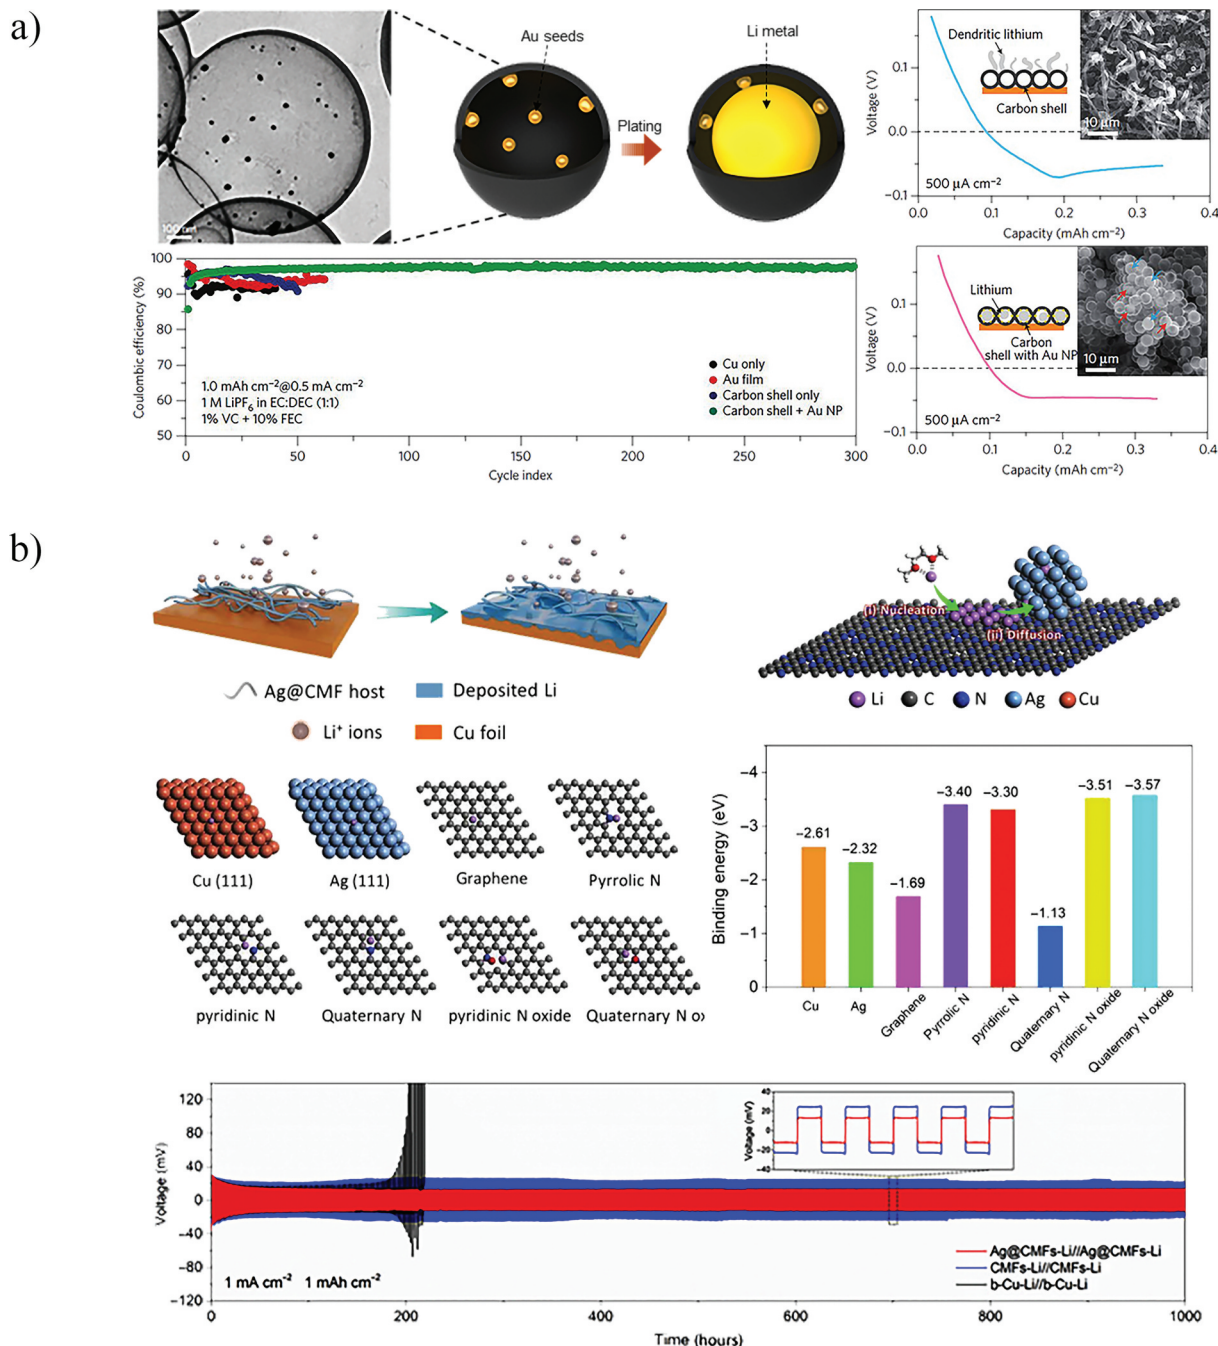 a)
Au seeds
Li metal
Plating
100 nm
Voltage (V)
0.1
0.0
−0.1
Dendritic lithium
Carbon shell
10 μm
500 μA cm−2
0.0 0.1 0.2 0.3 0.4
Capacity (mAh cm−2)
Coulombic efficiency (%)
100
90
80
70
60
50
1.0 mAh cm−2@0.5 mA cm−2
1 M LiPF6 in EC:DEC (1:1)
1% VC + 10% FEC
Cu only
Au film
Carbon shell only
Carbon shell + Au NP
0 50 100 150 200 250 300
Cycle index
Voltage (V)
0.1
0.0
−0.1
Lithium
Carbon
shell with Au NP
10 μm
500 μA cm−2
0.0 0.1 0.2 0.3 0.4
Capacity (mAh cm−2)
b)
Ag@CMF host
Deposited Li
Li+ ions
Cu foil
(i) Nucleation
(ii) Diffusion
Li C N Ag Cu
Cu (111)
Ag (111)
Graphene
Pyrrolic N
pyridinic N
Quaternary N
pyridinic N oxide
Quaternary N ox
Binding energy (eV)
−4
−3
−2
−1
0
−2.61
−2.32
−1.69
−3.40
−3.30
−1.13
−3.51
−3.57
Cu
Ag
Graphene
Pyrrolic N
pyridinic N
Quaternary N
pyridinic N oxide
Quaternary N oxide
Voltage (mV)
120
80
40
0
−40
−80
−120
1 mA cm−2 1 mAh cm−2
Voltage (mV)
40
20
0
−20
−40
Ag@CMFs-Li//Ag@CMFs-Li
CMFs-Li//CMFs-Li
b-Cu-Li//b-Cu-Li
0 200 400 600 800 1000
Time (hours)